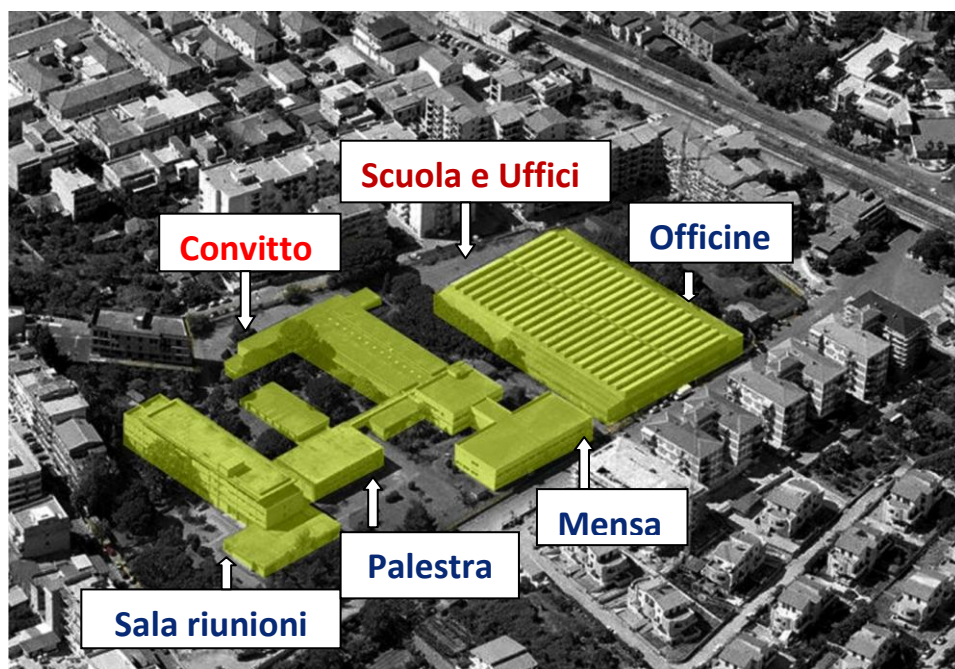 Scuola e Uffici
Officine
Convitto
Mensa
Palestra
Sala riunioni